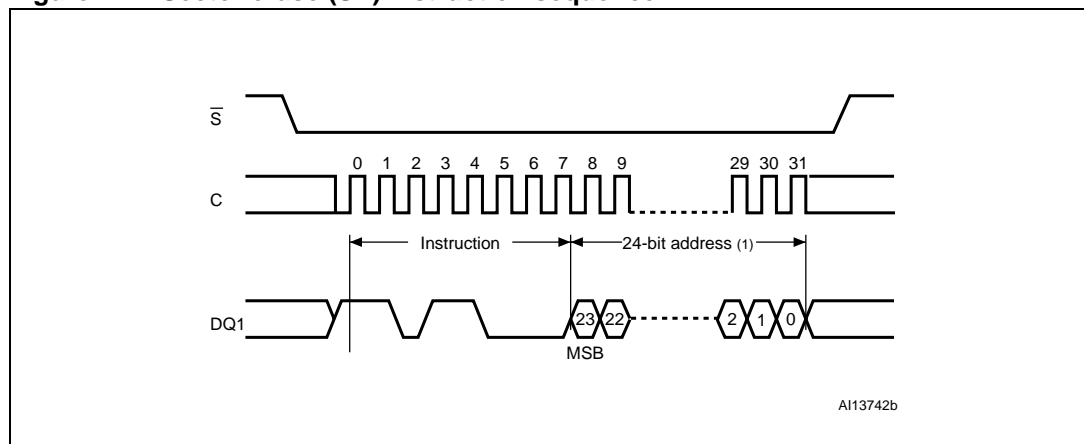 S
0 1 2 3 4 5 6 7 8 9 29 30 31
C
Instruction 24-bit address (1)
DQ1 23 22 2 1 0
MSB
AI13742b